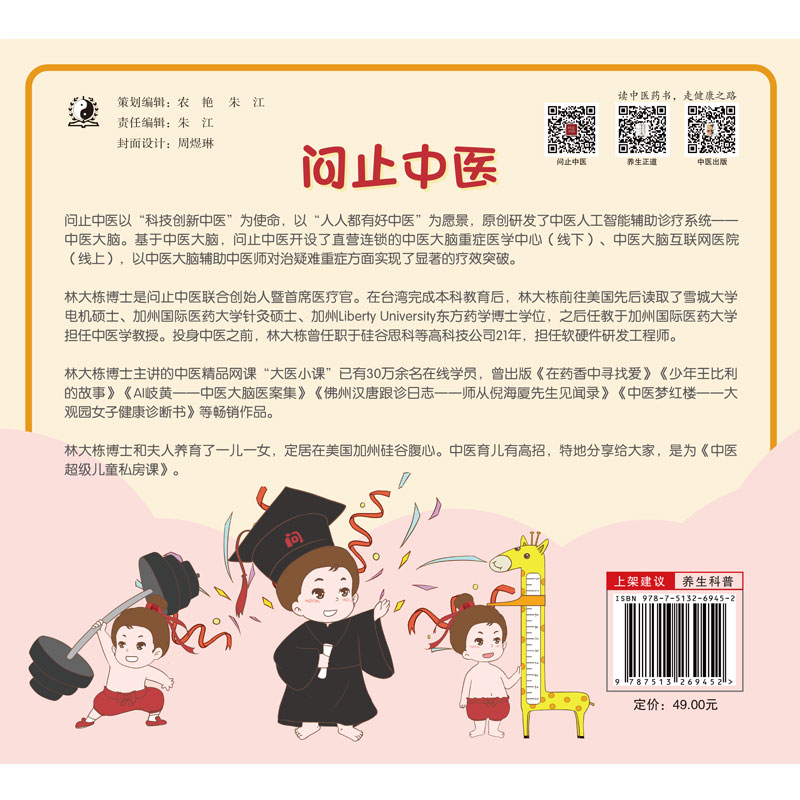 策划编辑：农 艳 朱 江
责任编辑：朱 江
封面设计：周煜琳
读中医药书，走健康之路
问止中医
养生正道
中医出版
问止中医
问止中医以“科技创新中医”为使命，以“人人都有好中医”为愿景，原创研发了中医人工智能辅助诊疗系统——
中医大脑。基于中医大脑，问止中医开设了直营连锁的中医大脑重症医学中心（线下）、中医大脑互联网医院
（线上），以中医大脑辅助中医师对治疑难重症方面实现了显著的疗效突破。
林大栋博士是问止中医联合创始人暨首席医疗官。在台湾完成本科教育后，林大栋前往美国先后读取了雪城大学
电机硕士、加州国际医药大学针灸硕士、加州Liberty University东方药学博士学位，之后任教于加州国际医药大学
担任中医学教授。投身中医之前，林大栋曾任职于硅谷思科等高科技公司21年，担任软硬件研发工程师。
林大栋博士主讲的中医精品网课“大医小课”已有30万余名在线学员，曾出版《在药香中寻找爱》《少年王比利
的故事》《AI岐黄——中医大脑医案集》《佛州汉唐跟诊日志——师从倪海厦先生见闻录》《中医梦红楼——大
观园女子健康诊断书》等畅销作品。
林大栋博士和夫人养育了一儿一女，定居在美国加州硅谷腹心。中医育儿有高招，特地分享给大家，是为《中医
超级儿童私房课》。
问
上架建议 养生科普
ISBN 978-7-5132-6945-2
9 787513 269452 >
定价：49.00元